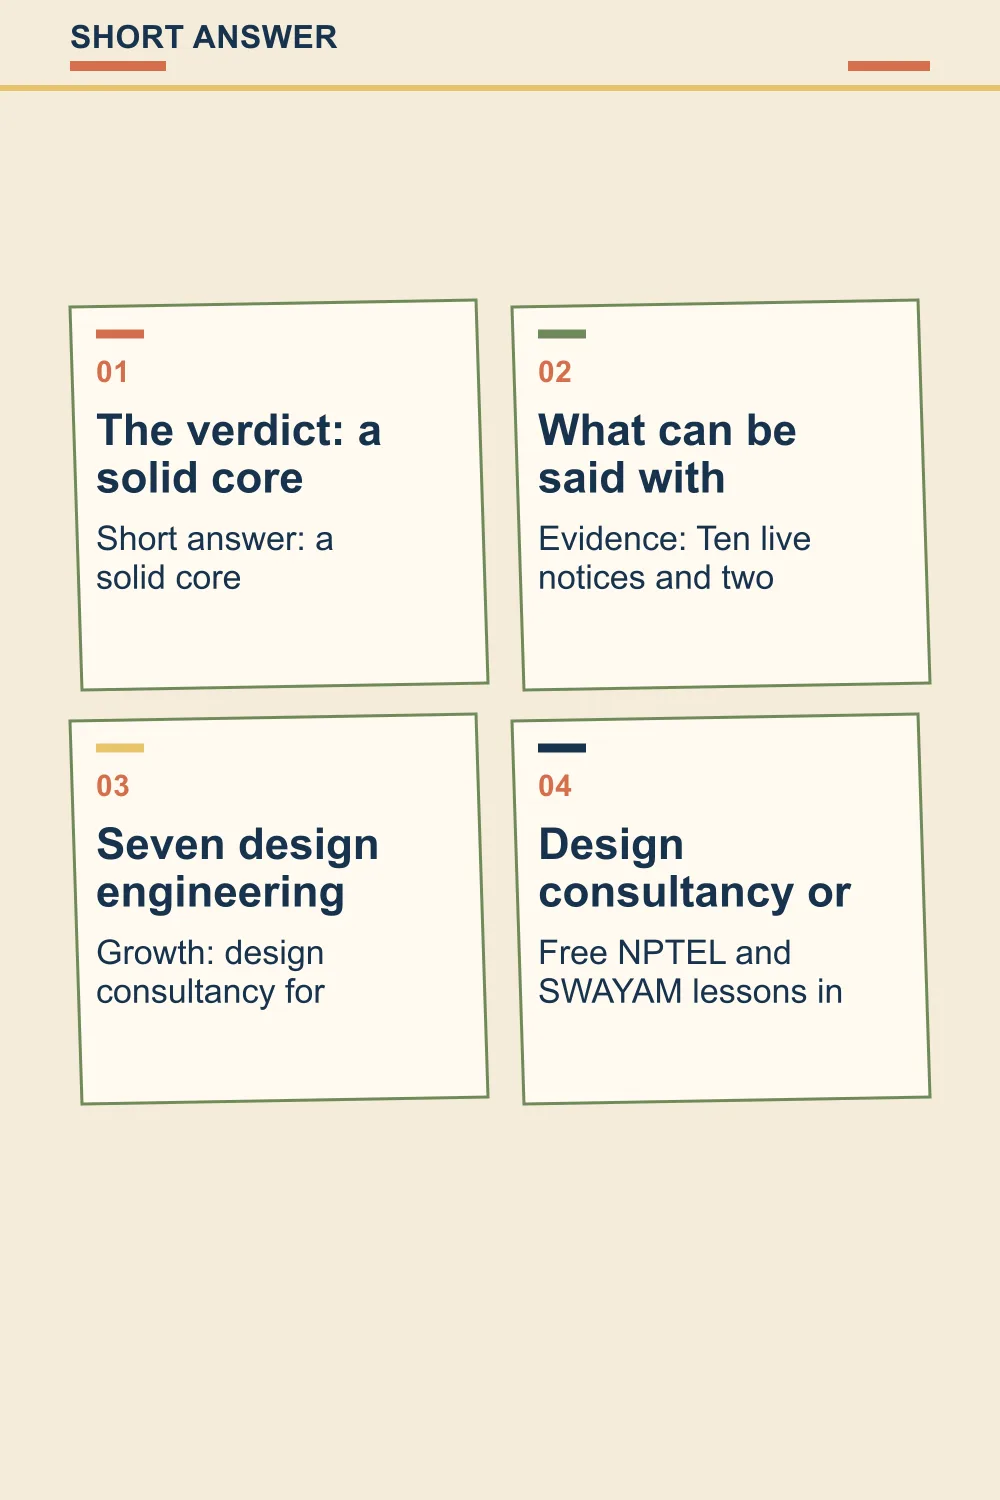 SHORT ANSWER
01
The verdict: a
solid core
Short answer: a
solid core
02
What can be
said with
Evidence: Ten live
notices and two
03
Seven design
engineering
Growth: design
consultancy for
04
Design
consultancy or
Free NPTEL and
SWAYAM lessons in